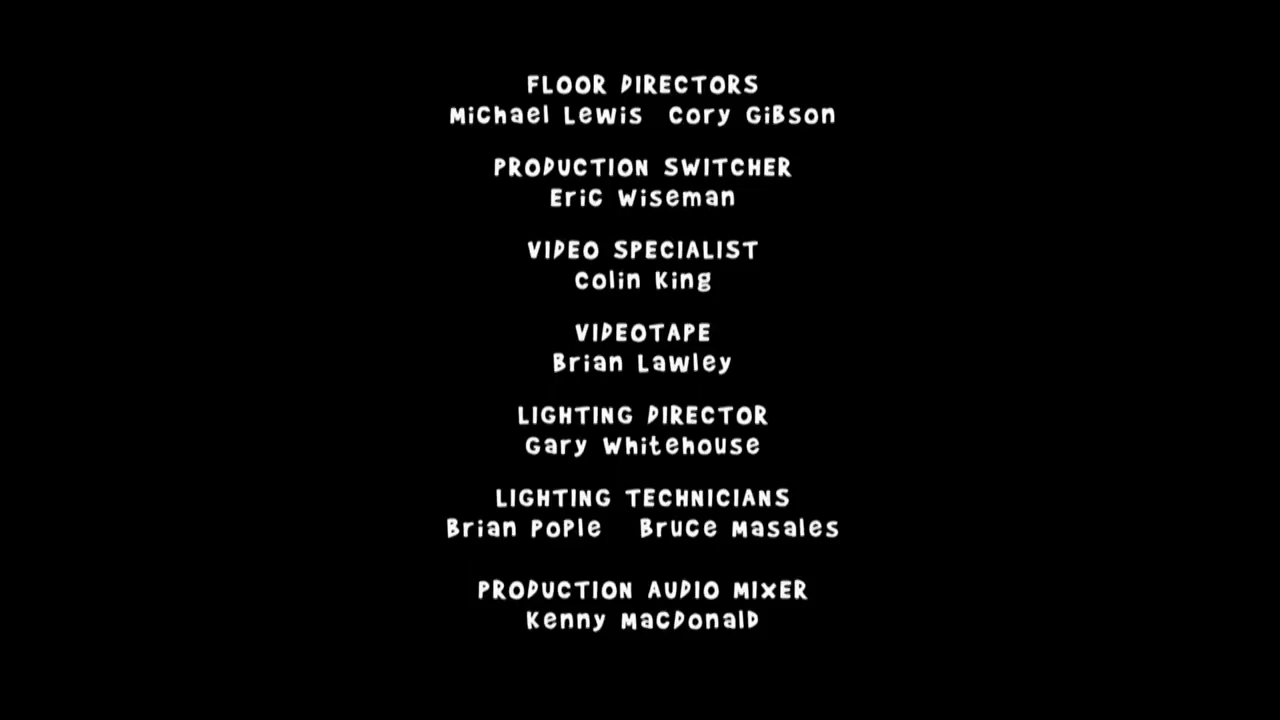 FLOOR DIRECTORS
Michael Lewis Cory Gibson
PRODUCTION SWITCHER
Eric Wiseman
VIDEO SPECIALIST
Colin King
VIDEOTAPE
Brian Lawley
LIGHTING DIRECTOR
Gary Whitehouse
LIGHTING TECHNICIANS
Brian Pople Bruce Masales
PRODUCTION AUDIO MIXER
Kenny MacDonald